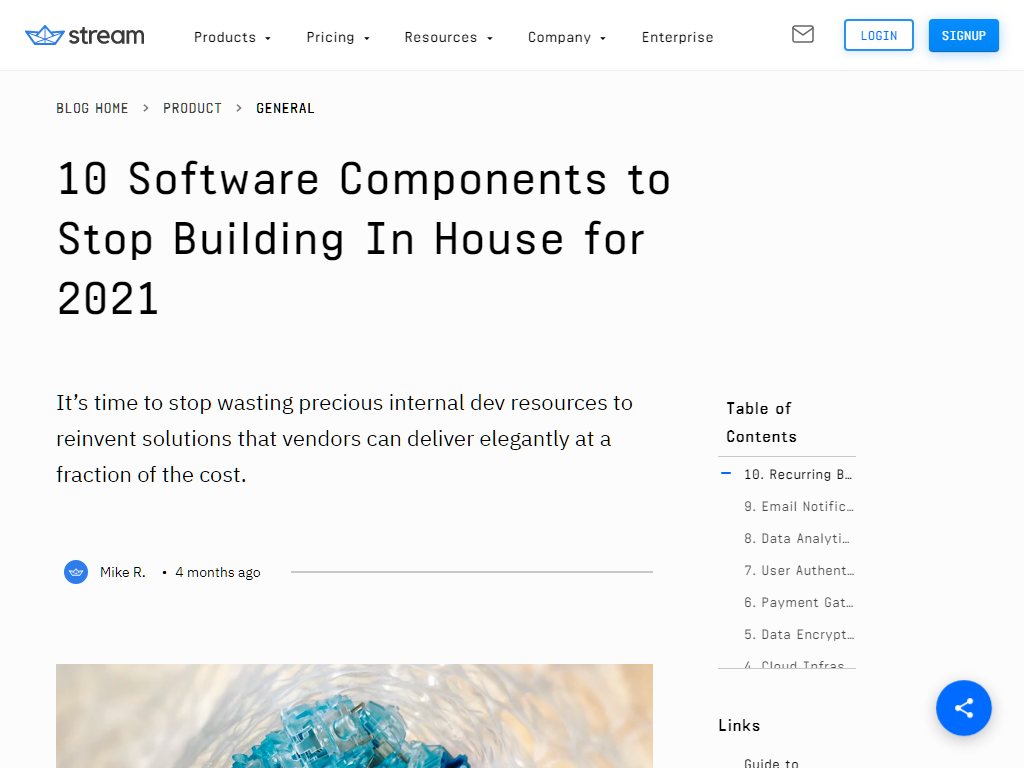 stream
Products
Pricing
Resources
Company
Enterprise
LOGIN
SIGNUP
BLOG HOME > PRODUCT > GENERAL
10 Software Components to
Stop Building In House for
2021
It's time to stop wasting precious internal dev resources to
reinvent solutions that vendors can deliver elegantly at a
fraction of the cost.
Mike R. • 4 months ago
Table of
Contents
10. Recurring B…
9. Email Notific…
8. Data Analyti…
7. User Authent…
6. Payment Gat…
5. Data Encrypt…
4. Cloud Infras…
Links
Guide to